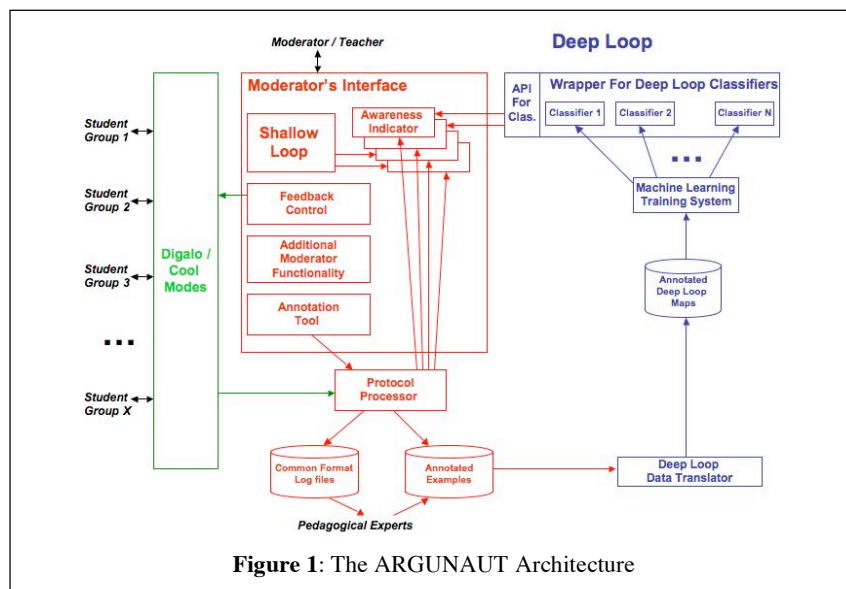 Moderator / Teacher
Deep Loop
Moderator's Interface
Awareness
Indicator
Shallow
Loop
Feedback
Control
Additional
Moderator
Functionality
Annotation
Tool
API
For
Clas.
Wrapper For Deep Loop Classifiers
Classifier 1
Classifier 2
Classifier N
...
Machine Learning
Training System
Annotated
Deep Loop
Maps
Student
Group 1
Student
Group 2
Student
Group 3
...
Student
Group X
Digalo /
Cool
Modes
Protocol
Processor
Common Format
Log files
Annotated
Examples
Deep Loop
Data Translator
Pedagogical Experts
Figure 1: The ARGUNAUT Architecture